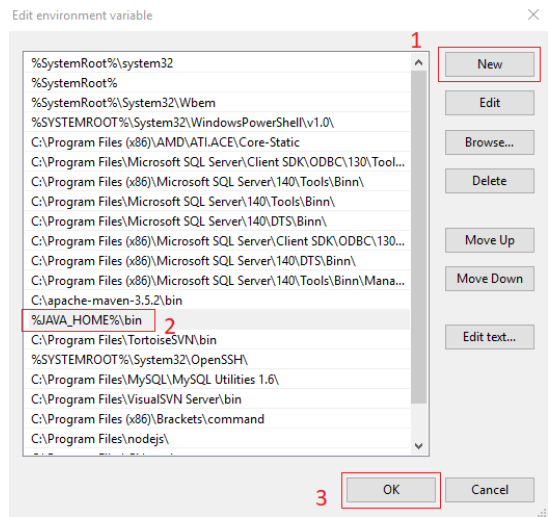 Edit environment variable
1
%SystemRoot%\system32
New
%SystemRoot%
%SystemRoot%\System32\Wbem
Edit
%SYSTEMROOT%\System32\WindowsPowerShell\v1.0\
C:\Program Files (x86)\AMD\ATI.ACE\Core-Static
Browse...
C:\Program Files\Microsoft SQL Server\Client SDK\ODBC\130\Tool...
C:\Program Files (x86)\Microsoft SQL Server\140\Tools\Binn\
Delete
C:\Program Files\Microsoft SQL Server\140\Tools\Binn\
C:\Program Files\Microsoft SQL Server\140\DTS\Binn\
C:\Program Files (x86)\Microsoft SQL Server\Client SDK\ODBC\130...
Move Up
C:\Program Files (x86)\Microsoft SQL Server\140\DTS\Binn\
C:\Program Files (x86)\Microsoft SQL Server\140\Tools\Binn\Mana...
Move Down
C:\apache-maven-3.5.2\bin
%JAVA_HOME%\bin
2
C:\Program Files\TortoiseSVN\bin
Edit text...
%SYSTEMROOT%\System32\OpenSSH\
C:\Program Files\MySQL\MySQL Utilities 1.6\
C:\Program Files\VisualSVN Server\bin
C:\Program Files (x86)\Brackets\command
C:\Program Files\nodejs\
3
OK
Cancel